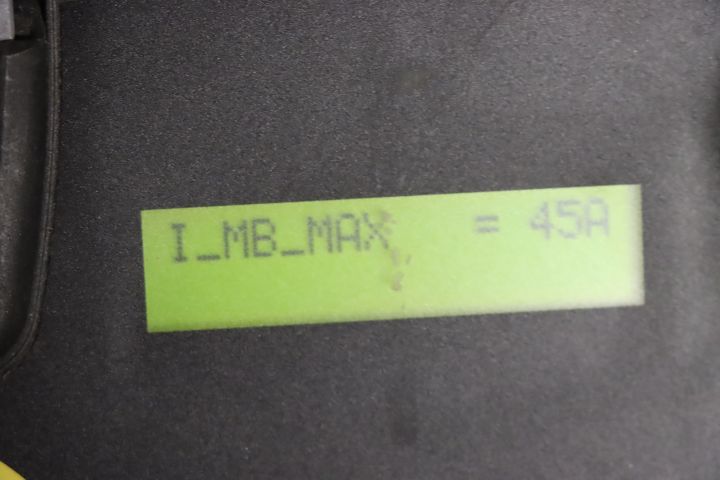 I_MB_MAX = 45A